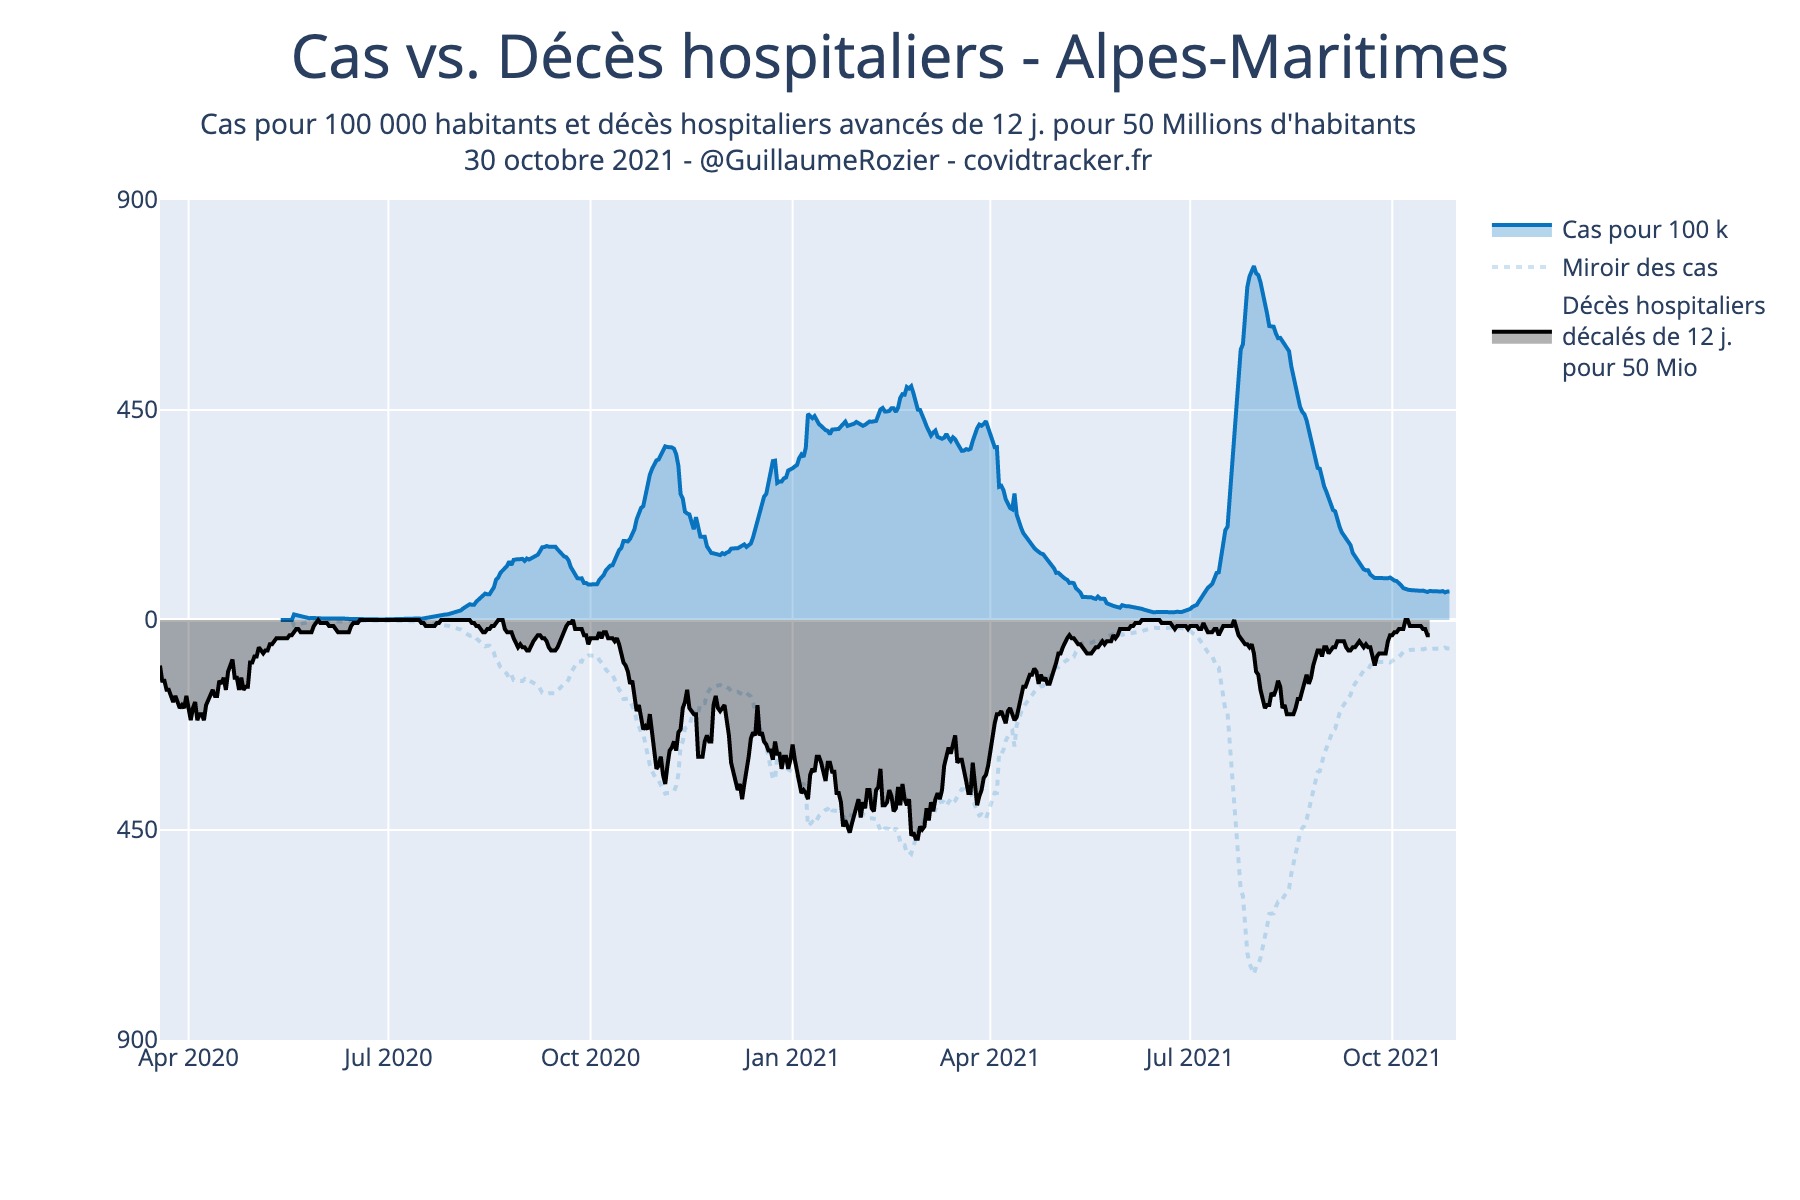 Cas vs. Décès hospitaliers - Alpes-Maritimes
Cas pour 100 000 habitants et décès hospitaliers avancés de 12 j. pour 50 Millions d'habitants
30 octobre 2021 - @GuillaumeRozier - covidtracker.fr
900
450
0
450
900
Apr 2020
Jul 2020
Oct 2020
Jan 2021
Apr 2021
Jul 2021
Oct 2021
Cas pour 100 k
Miroir des cas
Décès hospitaliers
décalés de 12 j.
pour 50 Mio